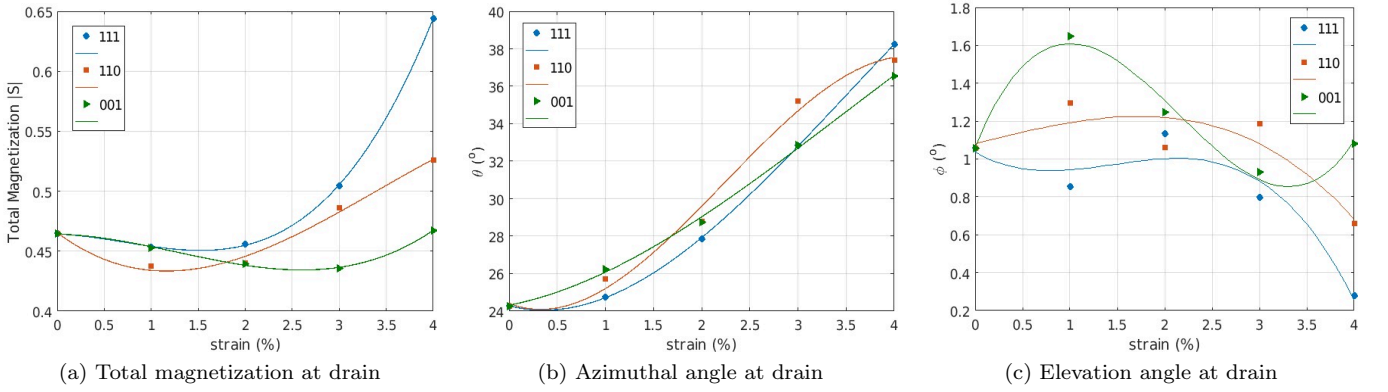 0.65
0.6
0.55
0.5
0.45
0.4
Total Magnetization |S|
0 0.5 1 1.5 2 2.5 3 3.5 4
strain (%)
111
110
001
(a) Total magnetization at drain
40
38
36
34
32
30
28
26
24
θ (°)
0 0.5 1 1.5 2 2.5 3 3.5 4
strain (%)
111
110
001
(b) Azimuthal angle at drain
1.8
1.6
1.4
1.2
1
0.8
0.6
0.4
0.2
ϕ (°)
0 0.5 1 1.5 2 2.5 3 3.5 4
strain (%)
111
110
001
(c) Elevation angle at drain